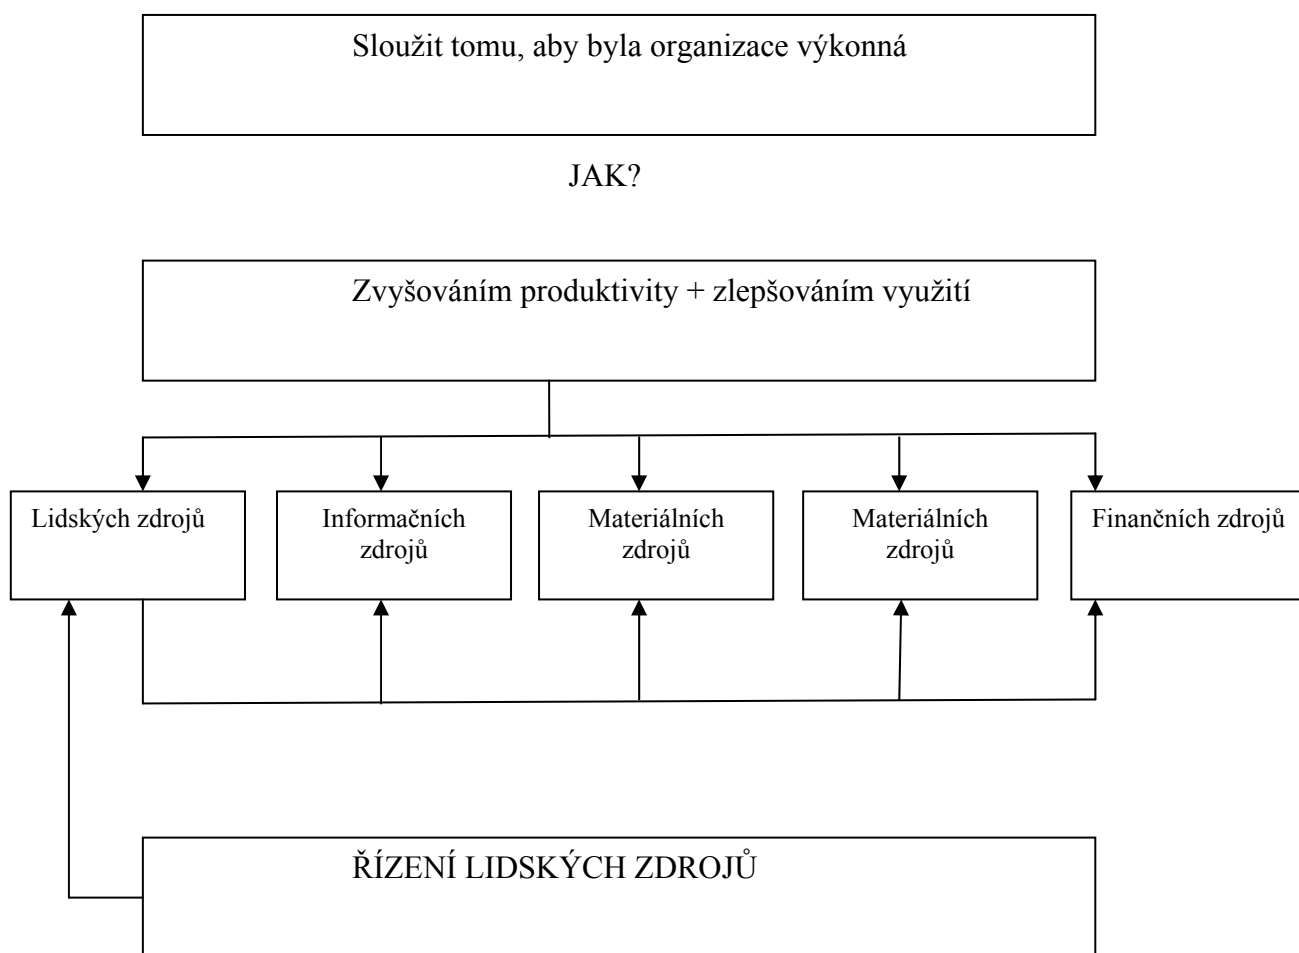 Sloužit tomu, aby byla organizace výkonná
JAK?
Zvyšováním produktivity + zlepšováním využití
Lidských zdrojů
Informačních
zdrojů
Materiálních
zdrojů
Materiálních
zdrojů
Finančních zdrojů
ŘÍZENÍ LIDSKÝCH ZDROJŮ